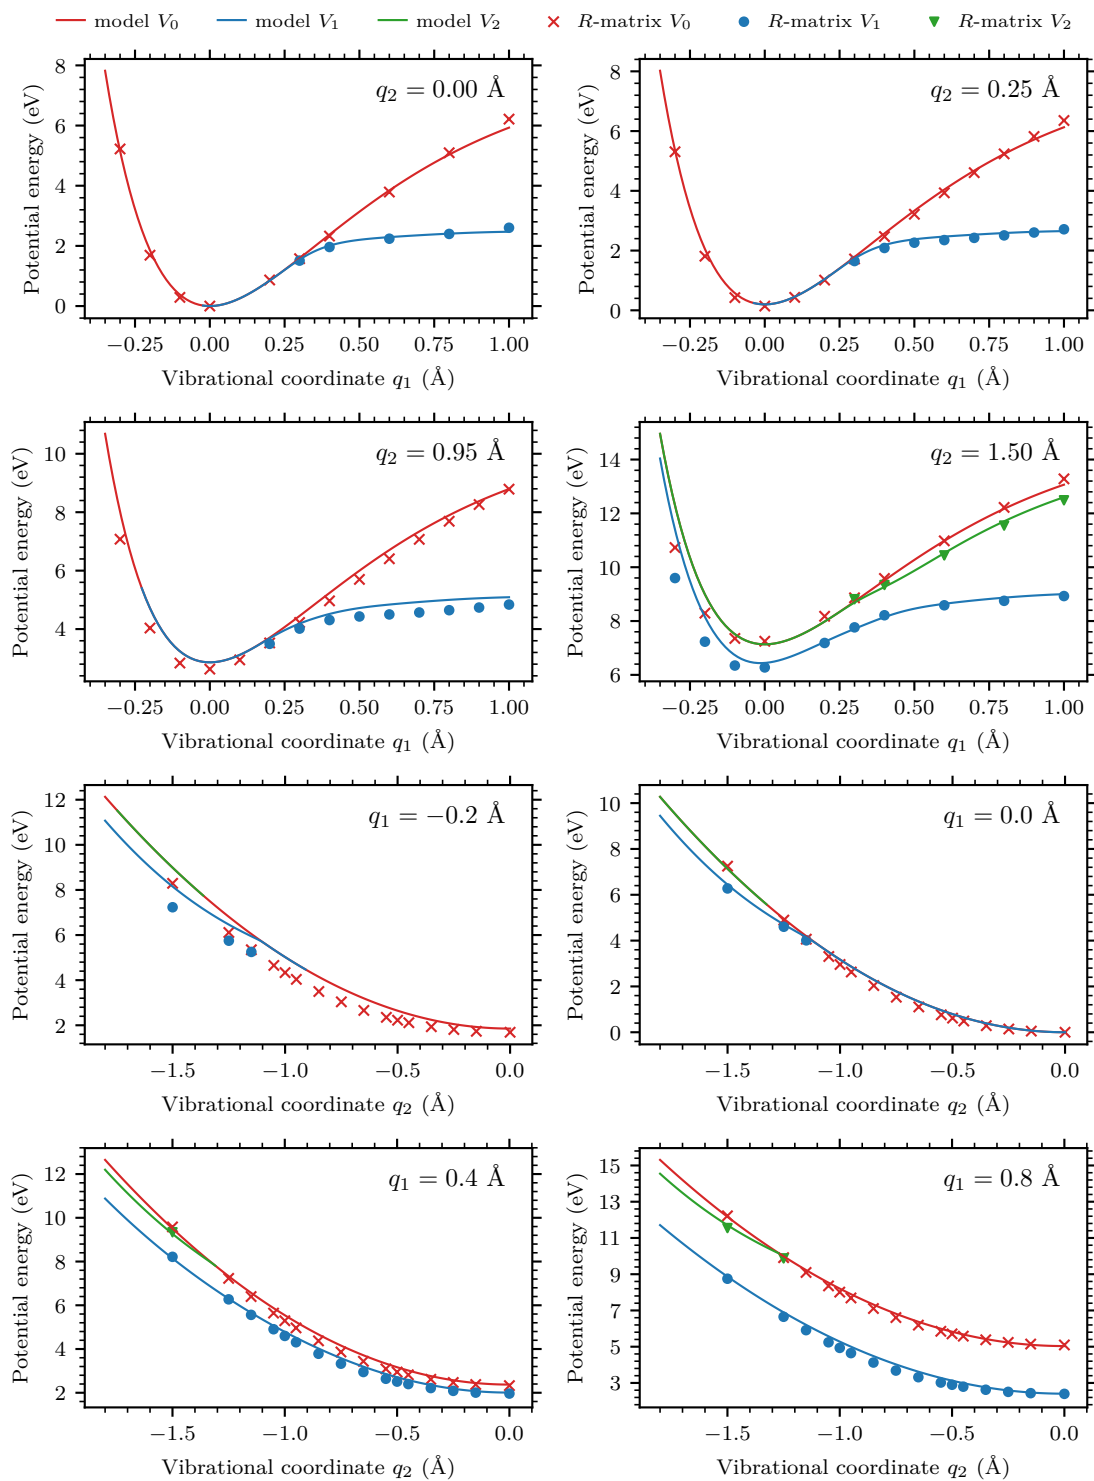 model V₀ model V₁ model V₂ R-matrix V₀ R-matrix V₁ R-matrix V₂
q₂ = 0.00 Å
Potential energy (eV)
8
6
4
2
0
−0.25 0.00 0.25 0.50 0.75 1.00
Vibrational coordinate q₁ (Å)
q₂ = 0.25 Å
Potential energy (eV)
8
6
4
2
0
−0.25 0.00 0.25 0.50 0.75 1.00
Vibrational coordinate q₁ (Å)
q₂ = 0.95 Å
Potential energy (eV)
10
8
6
4
−0.25 0.00 0.25 0.50 0.75 1.00
Vibrational coordinate q₁ (Å)
q₂ = 1.50 Å
Potential energy (eV)
14
12
10
8
6
−0.25 0.00 0.25 0.50 0.75 1.00
Vibrational coordinate q₁ (Å)
q₁ = −0.2 Å
Potential energy (eV)
12
10
8
6
4
2
−1.5 −1.0 −0.5 0.0
Vibrational coordinate q₂ (Å)
q₁ = 0.0 Å
Potential energy (eV)
10
8
6
4
2
0
−1.5 −1.0 −0.5 0.0
Vibrational coordinate q₂ (Å)
q₁ = 0.4 Å
Potential energy (eV)
12
10
8
6
4
2
−1.5 −1.0 −0.5 0.0
Vibrational coordinate q₂ (Å)
q₁ = 0.8 Å
Potential energy (eV)
15
13
11
9
7
5
3
−1.5 −1.0 −0.5 0.0
Vibrational coordinate q₂ (Å)